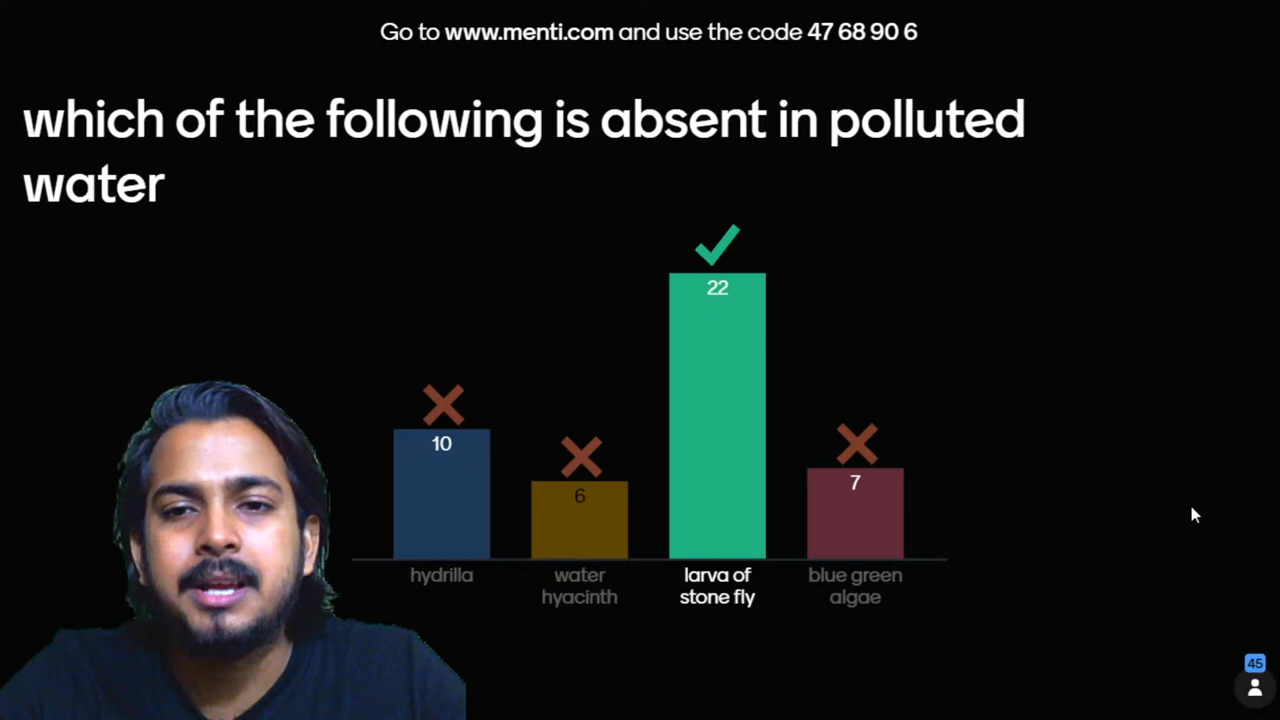 Go to www.menti.com and use the code 47 68 90 6
which of the following is absent in polluted
water
22
10
6
7
hydrilla
water
hyacinth
larva of
stone fly
blue green
algae
45